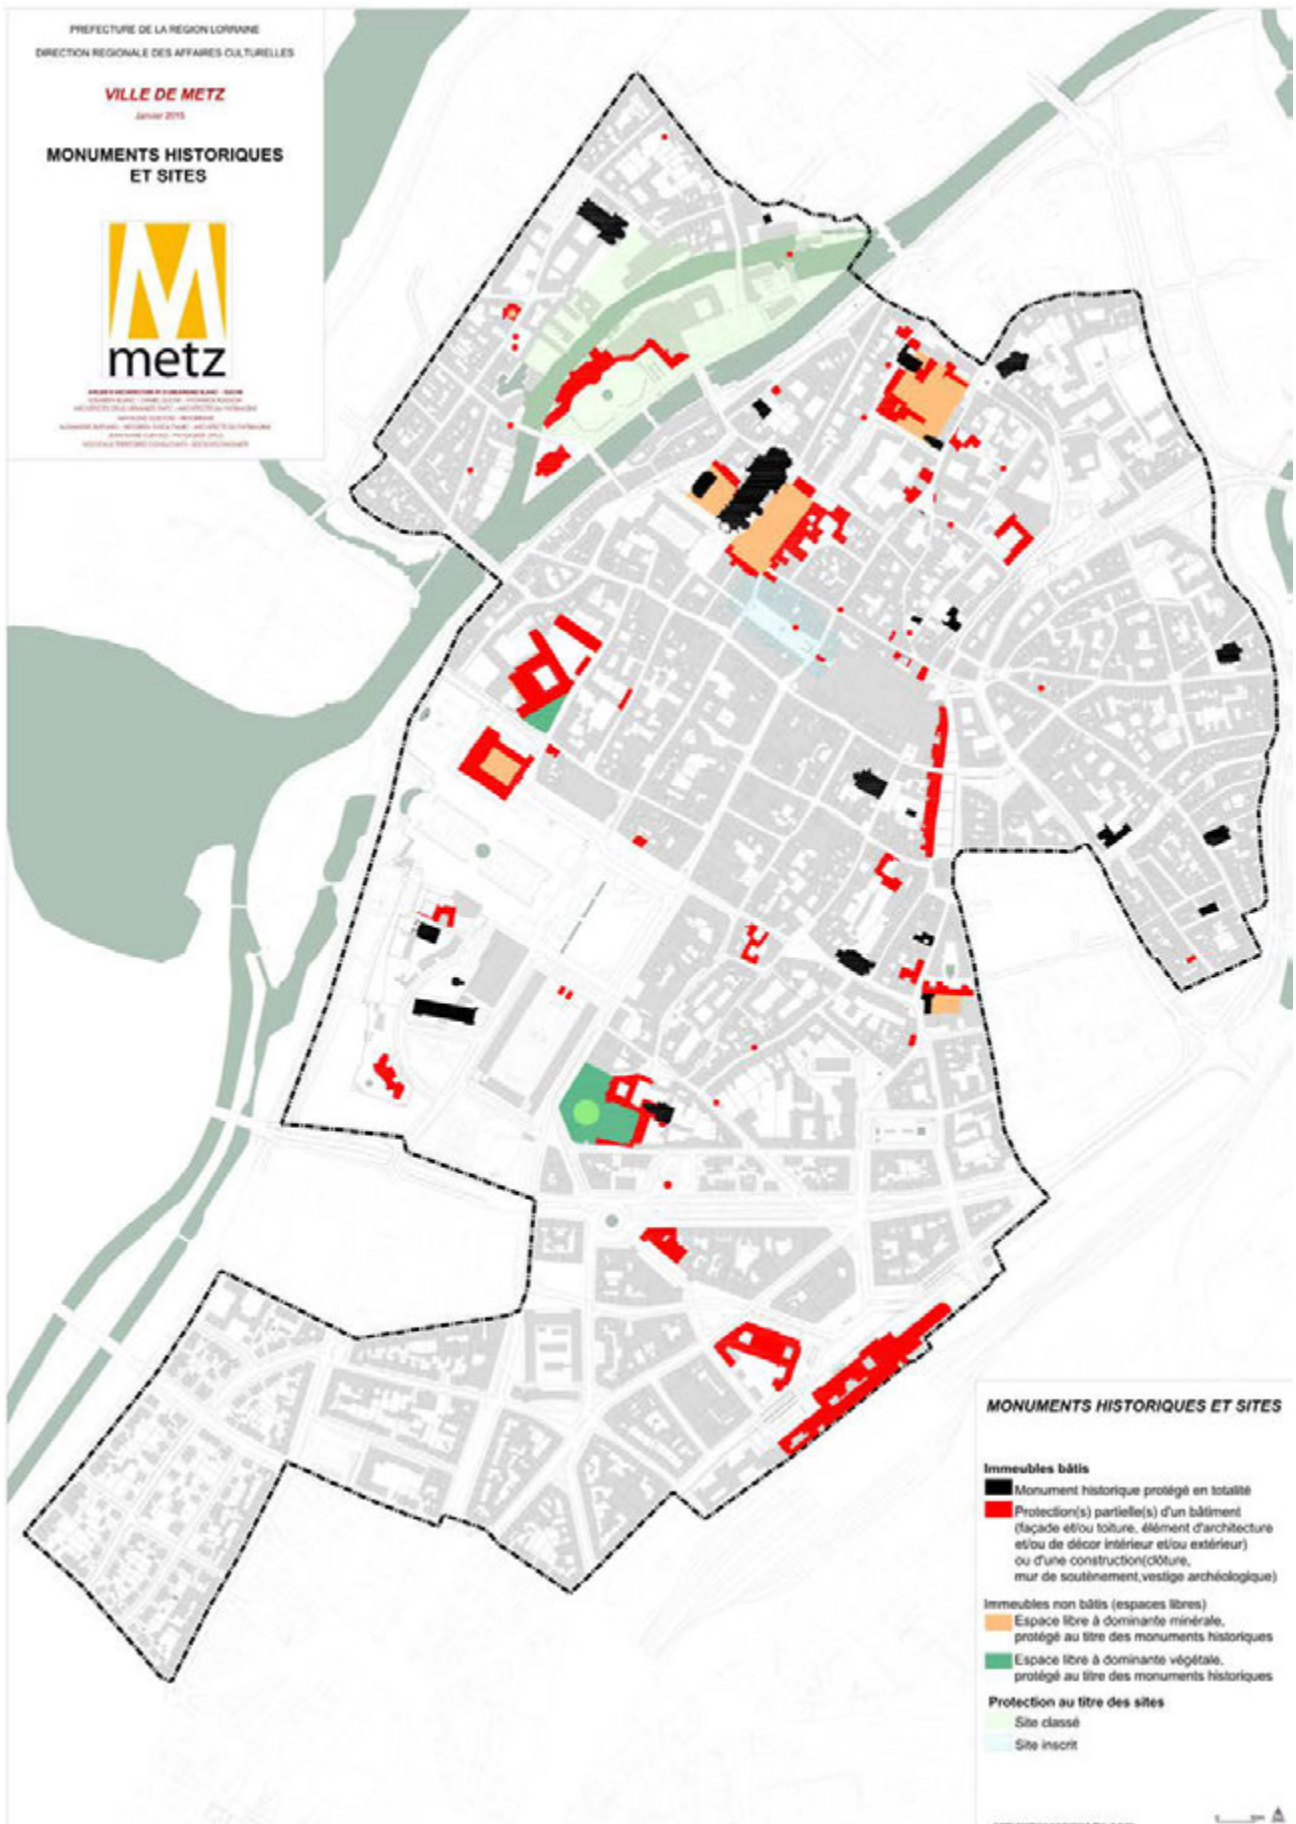 PREFECTURE DE LA REGION LORRAINE
DIRECTION REGIONALE DES AFFAIRES CULTURELLES
VILLE DE METZ
Janvier 2015
MONUMENTS HISTORIQUES
ET SITES
metz
MONUMENTS HISTORIQUES ET SITES
Immeubles bâtis
Monument historique protégé en totalité
Protection(s) partielle(s) d'un bâtiment
(façade et/ou toiture, élément d'architecture
et/ou de décor intérieur et/ou extérieur)
ou d'une construction(clôture,
mur de soutènement,vestige archéologique)
Immeubles non bâtis (espaces libres)
Espace libre à dominante minérale,
protégé au titre des monuments historiques
Espace libre à dominante végétale,
protégé au titre des monuments historiques
Protection au titre des sites
Site classé
Site inscrit